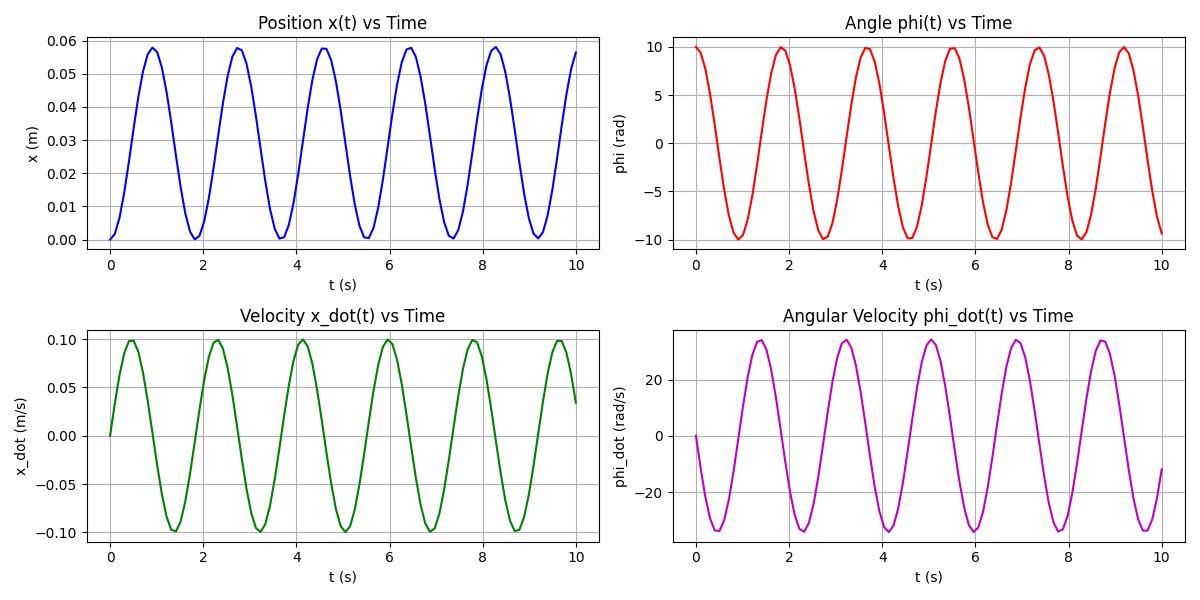 Position x(t) vs Time
x (m)
0.06
0.05
0.04
0.03
0.02
0.01
0.00
0 2 4 6 8 10
t (s)
Angle phi(t) vs Time
phi (rad)
10
5
0
−5
−10
0 2 4 6 8 10
t (s)
Velocity x_dot(t) vs Time
x_dot (m/s)
0.10
0.05
0.00
−0.05
−0.10
0 2 4 6 8 10
t (s)
Angular Velocity phi_dot(t) vs Time
phi_dot (rad/s)
20
0
−20
0 2 4 6 8 10
t (s)